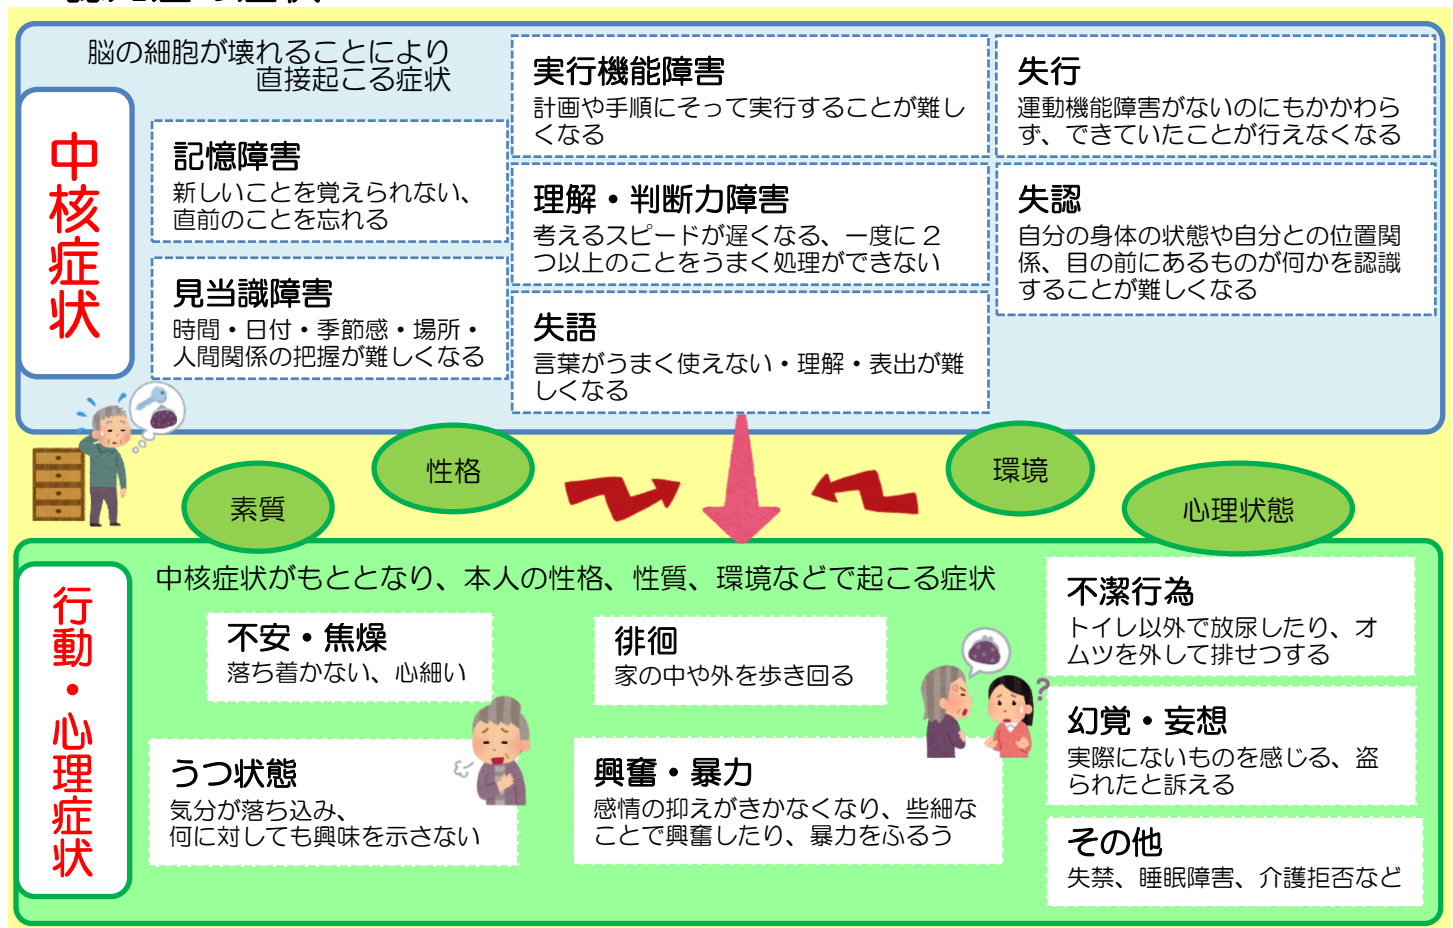 脳の細胞が壊れることにより
直接起こる症状
中核症状
記憶障害
新しいことを覚えられない、
直前のことを忘れる
見当識障害
時間・日付・季節感・場所・
人間関係の把握が難しくなる
実行機能障害
計画や手順にそって実行することが難し
くなる
理解・判断力障害
考えるスピードが遅くなる、一度に 2
つ以上のことをうまく処理ができない
失語
言葉がうまく使えない・理解・表出が難
しくなる
失行
運動機能障害がないのにもかかわら
ず、できていたことが行えなくなる
失認
自分の身体の状態や自分との位置関
係、目の前にあるものが何かを認識
することが難しくなる
素質
性格
環境
心理状態
行動・心理症状
中核症状がもととなり、本人の性格、性質、環境などで起こる症状
不安・焦燥
落ち着かない、心細い
うつ状態
気分が落ち込み、
何に対しても興味を示さない
徘徊
家の中や外を歩き回る
興奮・暴力
感情の抑えがきかなくなり、些細な
ことで興奮したり、暴力をふるう
不潔行為
トイレ以外で放尿したり、オ
ムツを外して排せつする
幻覚・妄想
実際にないものを感じる、盗
られたと訴える
その他
失禁、睡眠障害、介護拒否など
?